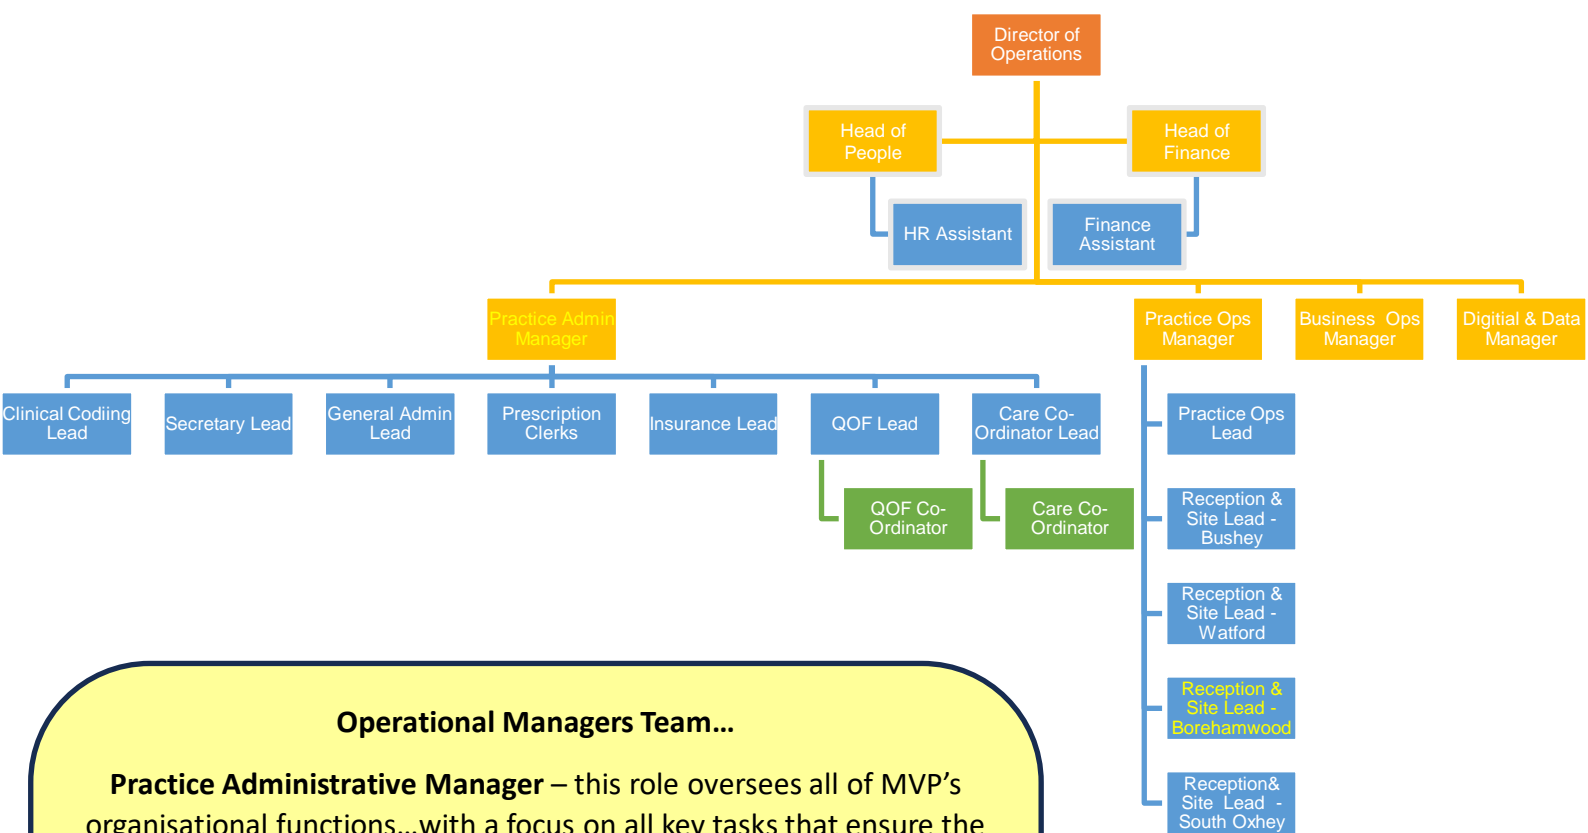 Director of
Operations
Head of
People
Head of
Finance
HR Assistant
Finance
Assistant
Practice Admin
Manager
Practice Ops
Manager
Business Ops
Manager
Digitial & Data
Manager
Clinical Codiing
Lead
Secretary Lead
General Admin
Lead
Prescription
Clerks
Insurance Lead
QOF Lead
Care Co-
Ordinator Lead
Practice Ops
Lead
QOF Co-
Ordinator
Care Co-
Ordinator
Reception &
Site Lead -
Bushey
Reception &
Site Lead -
Watford
Reception &
Site Lead -
Borehamwood
Reception&
Site Lead -
South Oxhey
Operational Managers Team…
Practice Administrative Manager – this role oversees all of MVP’s
organisational functions…with a focus on all key tasks that ensure the